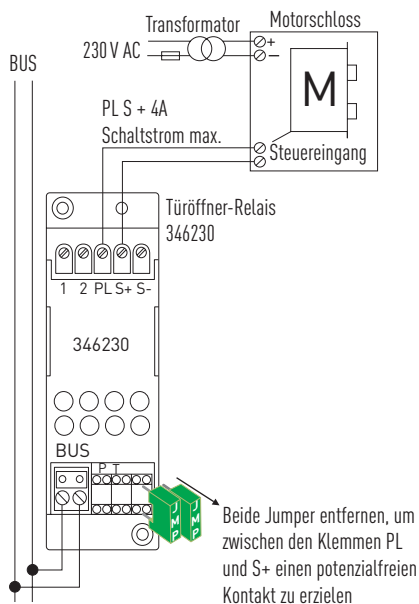 Transformator
Motorschloss
230 V AC
+
–
BUS
M
PL S + 4A
Schaltstrom max.
Steuereingang
Türöffner-Relais
346230
1 2 PL S+ S-
346230
BUS
P T
JMP
JMP
Beide Jumper entfernen, um
zwischen den Klemmen PL
und S+ einen potenzialfreien
Kontakt zu erzielen